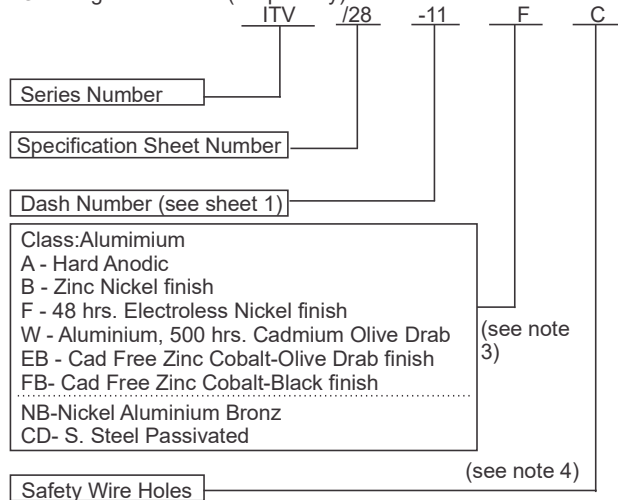 ITV /28 -11 F C
Series Number
Specification Sheet Number
Dash Number (see sheet 1)
Class:Alumimium
A - Hard Anodic
B - Zinc Nickel finish
F - 48 hrs. Electroless Nickel finish
W - Aluminium, 500 hrs. Cadmium Olive Drab
EB - Cad Free Zinc Cobalt-Olive Drab finish
FB- Cad Free Zinc Cobalt-Black finish
NB-Nickel Aluminium Bronz
CD- S. Steel Passivated
(see note
3)
(see note 4)
Safety Wire Holes